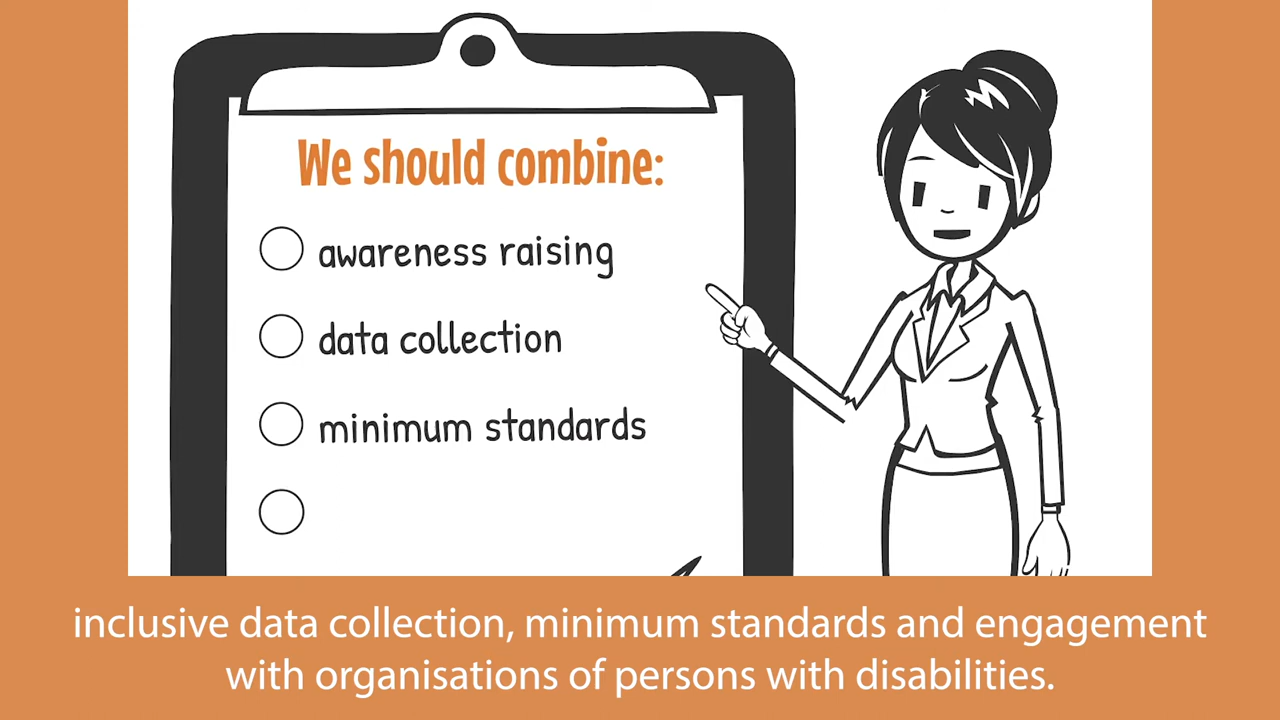 We should combine:
awareness raising
data collection
minimum standards
inclusive data collection, minimum standards and engagement
with organisations of persons with disabilities.